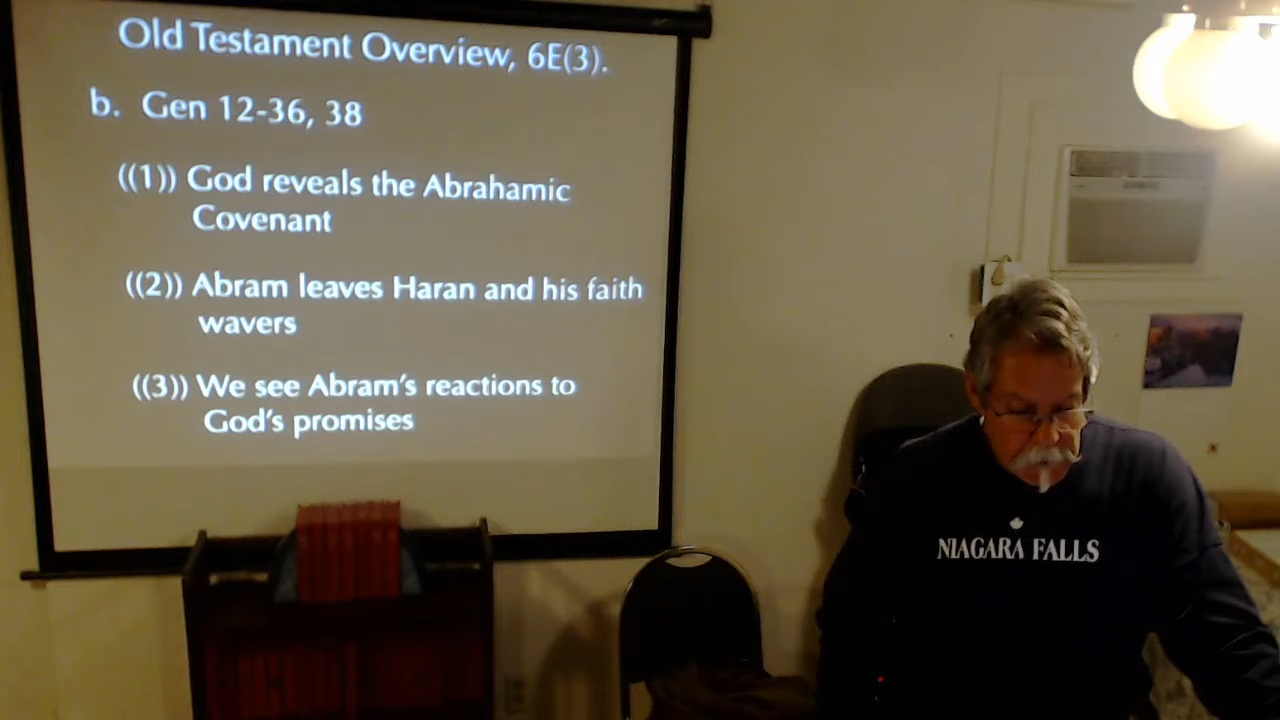 Old Testament Overview, 6E(3).
b. Gen 12-36, 38
((1)) God reveals the Abrahamic
Covenant
((2)) Abram leaves Haran and his faith
wavers
((3)) We see Abram's reactions to
God's promises
NIAGARA FALLS